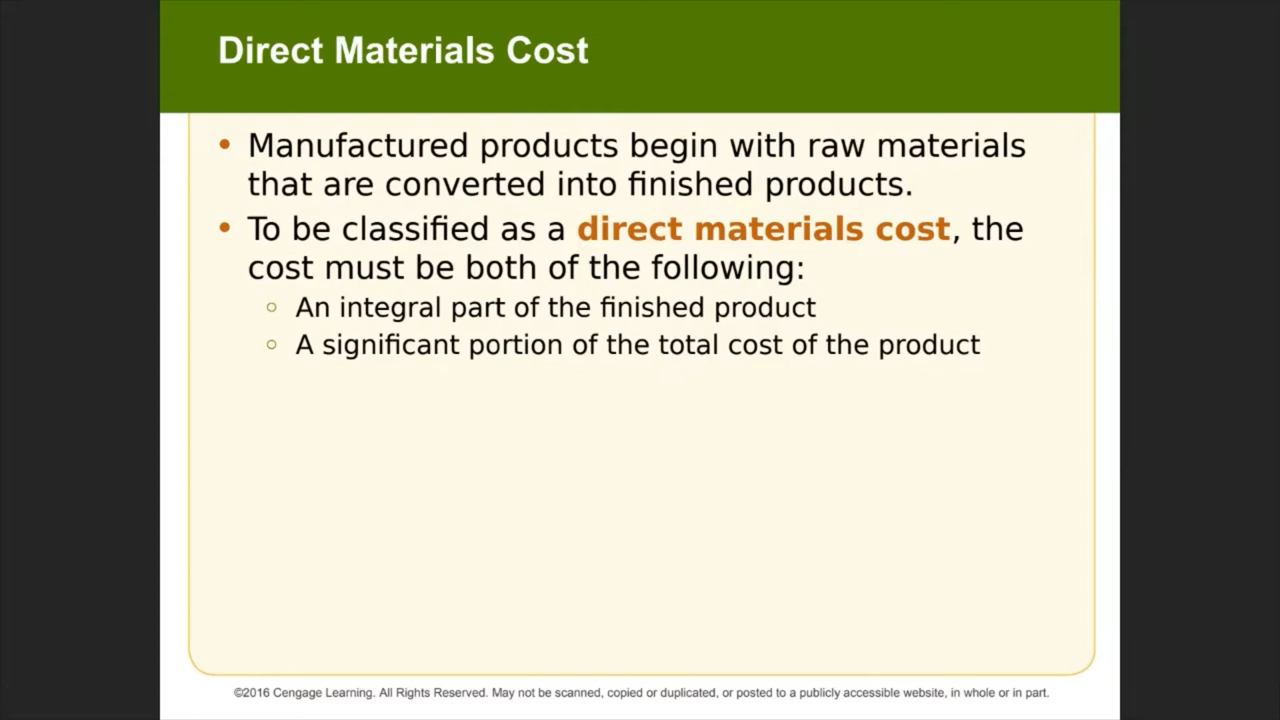 Direct Materials Cost
• Manufactured products begin with raw materials
that are converted into finished products.
• To be classified as a direct materials cost, the
cost must be both of the following:
○ An integral part of the finished product
○ A significant portion of the total cost of the product
©2016 Cengage Learning. All Rights Reserved. May not be scanned, copied or duplicated, or posted to a publicly accessible website, in whole or in part.